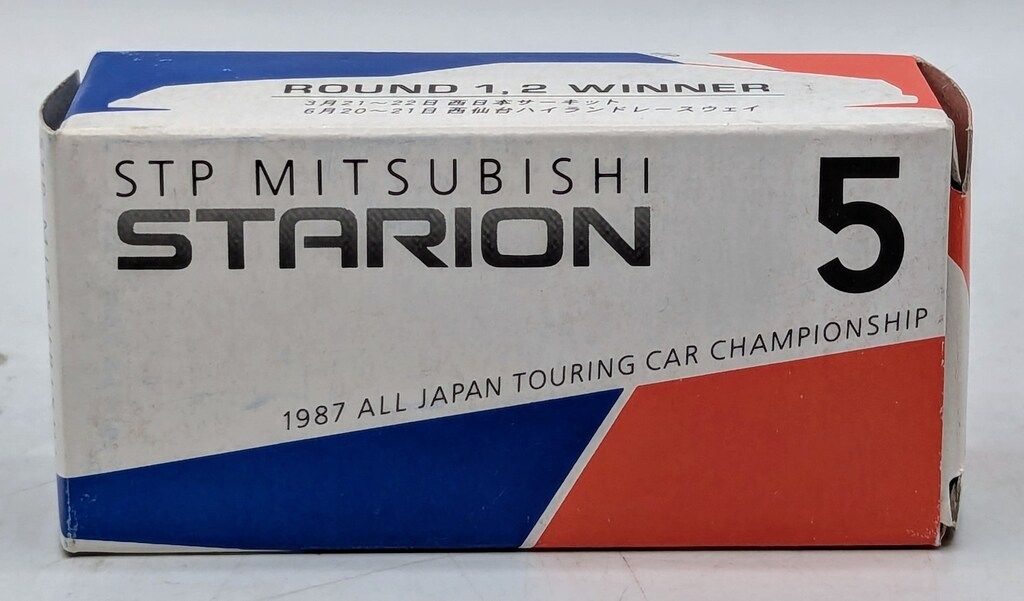 ROUND 1,2 WINNER
3月21~22日 西日本サーキット
6月20~21日 西仙台ハイランドレースウェイ
STP MITSUBISHI
STARION
5
1987 ALL JAPAN TOURING CAR CHAMPIONSHIP